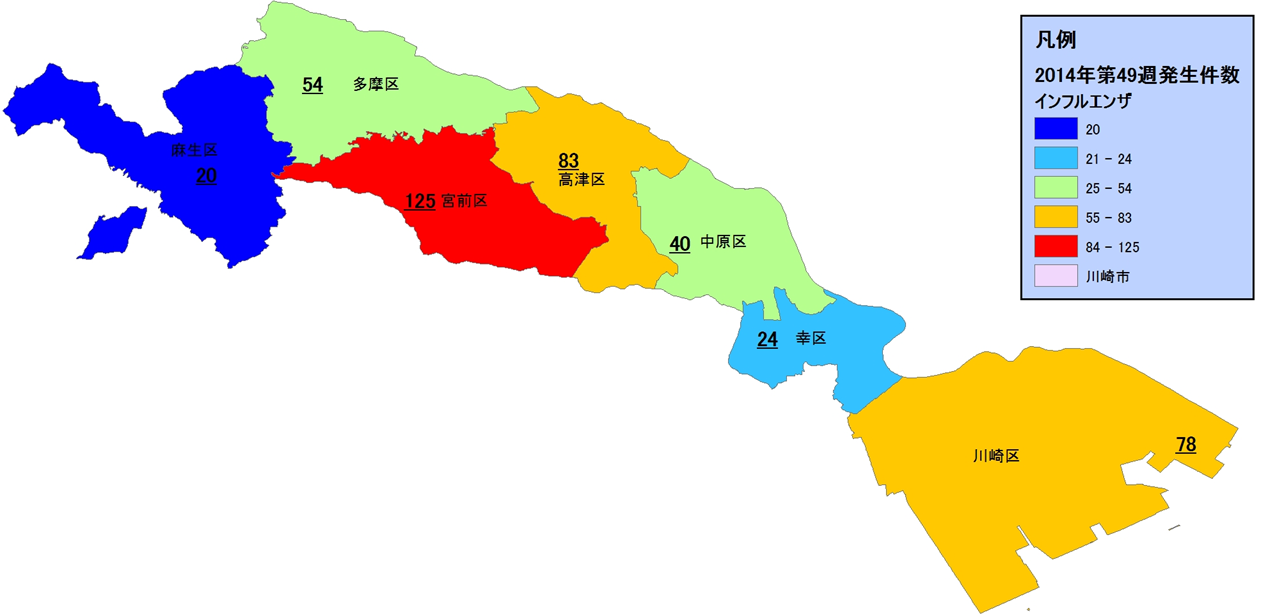 54 多摩区
麻生区
20
125 宮前区
83
高津区
40 中原区
24 幸区
川崎区
78
凡例
2014年第49週発生件数
インフルエンザ
20
21 - 24
25 - 54
55 - 83
84 - 125
川崎市